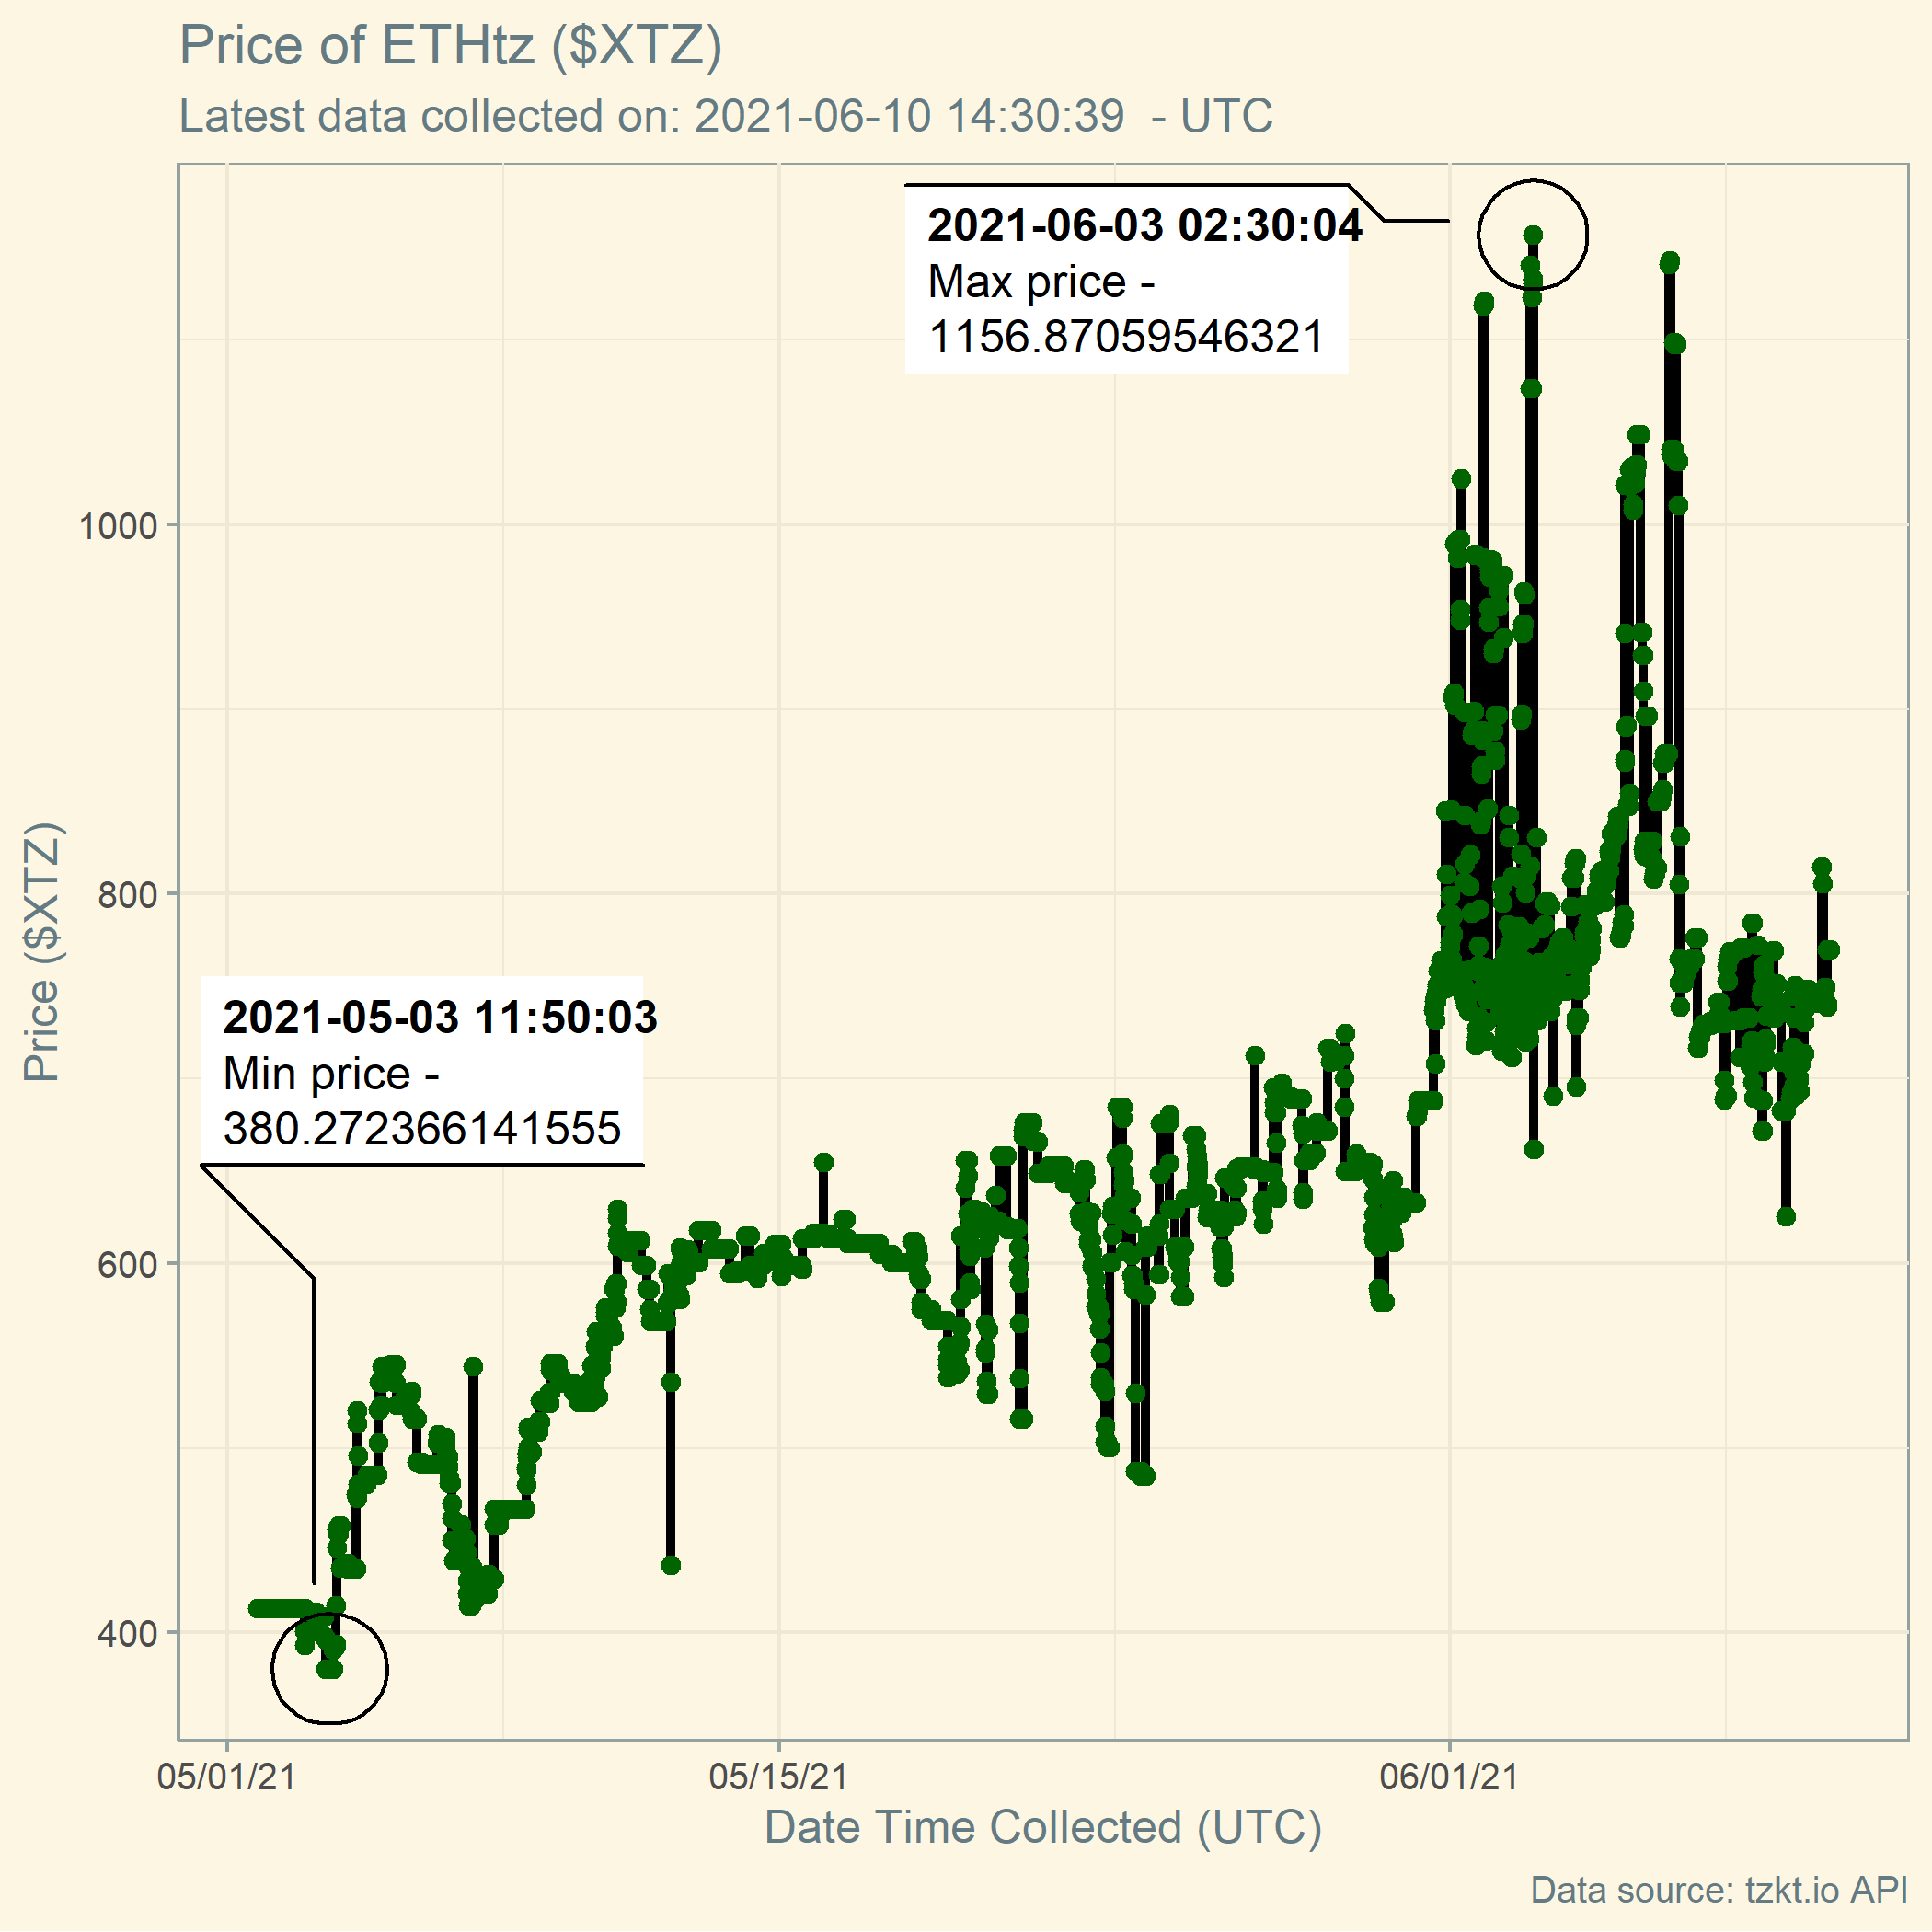 Price of ETHtz ($XTZ)
Latest data collected on: 2021-06-10 14:30:39  - UTC
2021-06-03 02:30:04
Max price -
1156.87059546321
1000
800
600
400
Price ($XTZ)
2021-05-03 11:50:03
Min price -
380.272366141555
05/01/21
05/15/21
06/01/21
Date Time Collected (UTC)
Data source: tzkt.io API